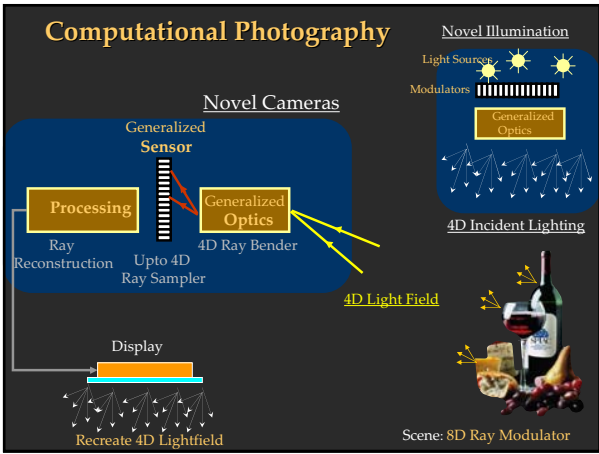 Computational Photography
Novel Illumination
Light Sources
Modulators
Generalized
Optics
4D Incident Lighting
Novel Cameras
Generalized
Sensor
Generalized
Optics
Processing
4D Ray Bender
Ray
Reconstruction
Upto 4D
Ray Sampler
4D Light Field
Display
Recreate 4D Lightfield
Scene: 8D Ray Modulator